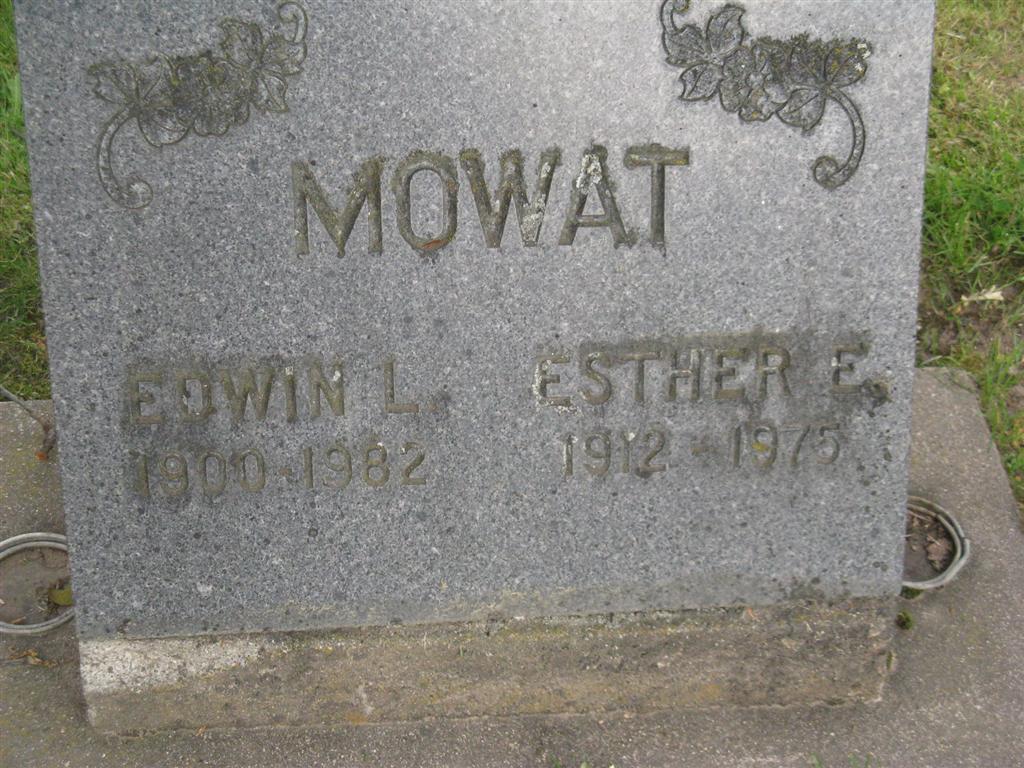 MOWAT
EDWIN L. ESTHER E.
1900-1982 1912-1975